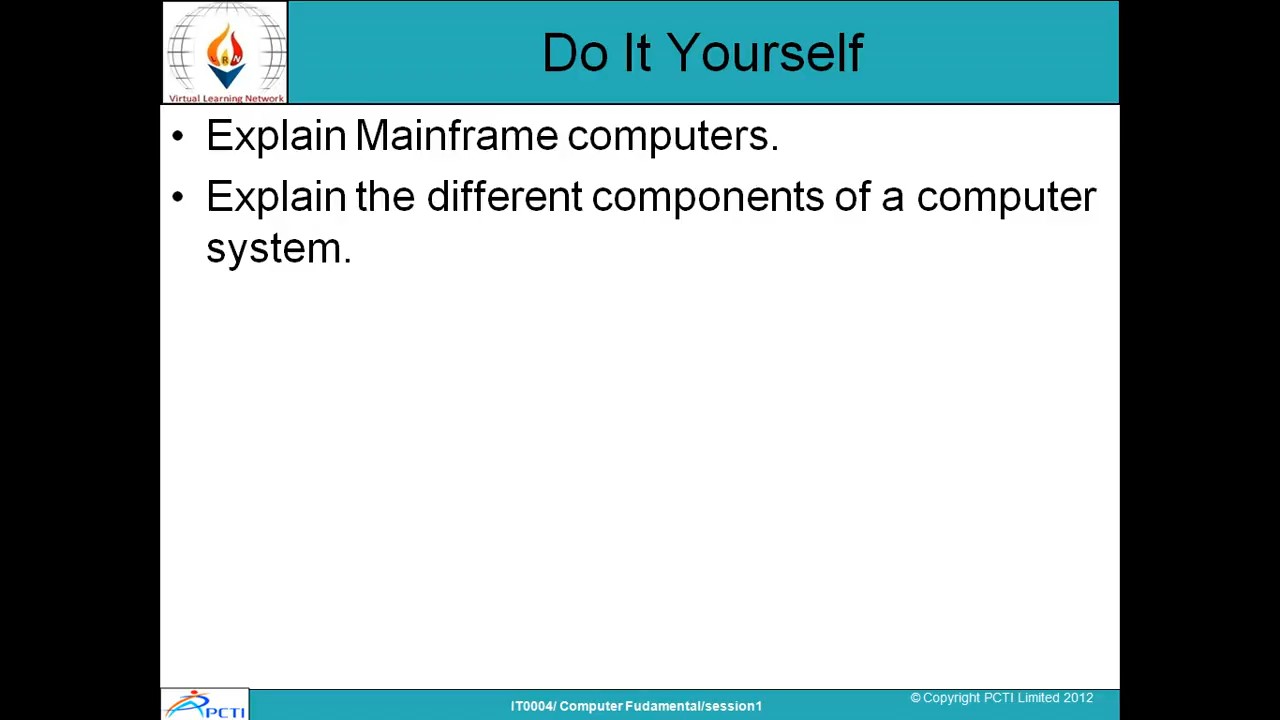 Do It Yourself
Virtual Learning Network
• Explain Mainframe computers.
• Explain the different components of a computer
system.
PCTI
IT0004/ Computer Fudamental/session1
© Copyright PCTI Limited 2012